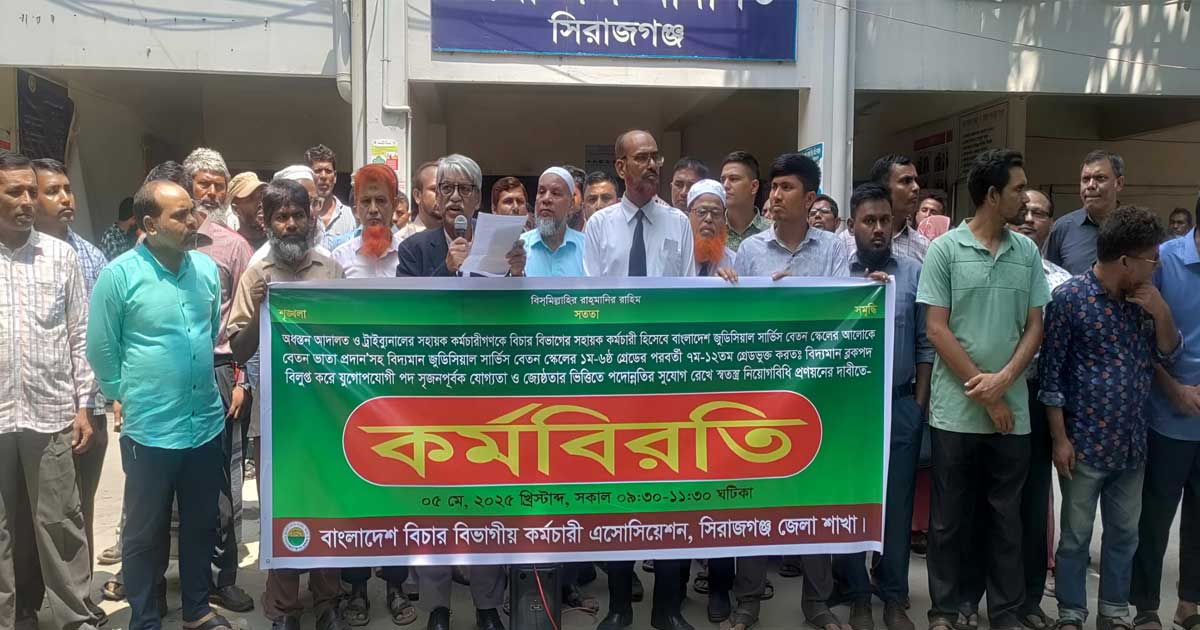 সিরাজগঞ্জ
বিস্‌মিল্লাহির রাহ্‌মানির রাহিম
শৃঙ্খলা সততা সমৃদ্ধি
অধস্তন আদালত ও ট্রাইব্যুনালের সহায়ক কর্মচারীগণকে বিচার বিভাগের সহায়ক কর্মচারী হিসেবে বাংলাদেশ জুডিসিয়াল সার্ভিস বেতন স্কেলের আলোকে
বেতন ভাতা প্রদান'সহ বিদ্যমান জুডিসিয়াল সার্ভিস বেতন স্কেলের ১ম-৬ষ্ঠ গ্রেডের পরবর্তী ৭ম-১২তম গ্রেডভুক্ত করতঃ বিদ্যমান ব্লকপদ
বিলুপ্ত করে যুগোপযোগী পদ সৃজনপূর্বক যোগ্যতা ও জ্যেষ্ঠতার ভিত্তিতে পদোন্নতির সুযোগ রেখে স্বতন্ত্র নিয়োগবিধি প্রণয়নের দাবীতে-
কর্মবিরতি
০৫ মে, ২০২৫ খ্রিস্টাব্দ, সকাল ০৯:৩০-১১:৩০ ঘটিকা
বাংলাদেশ বিচার বিভাগীয় কর্মচারী এসোসিয়েশন, সিরাজগঞ্জ জেলা শাখা।